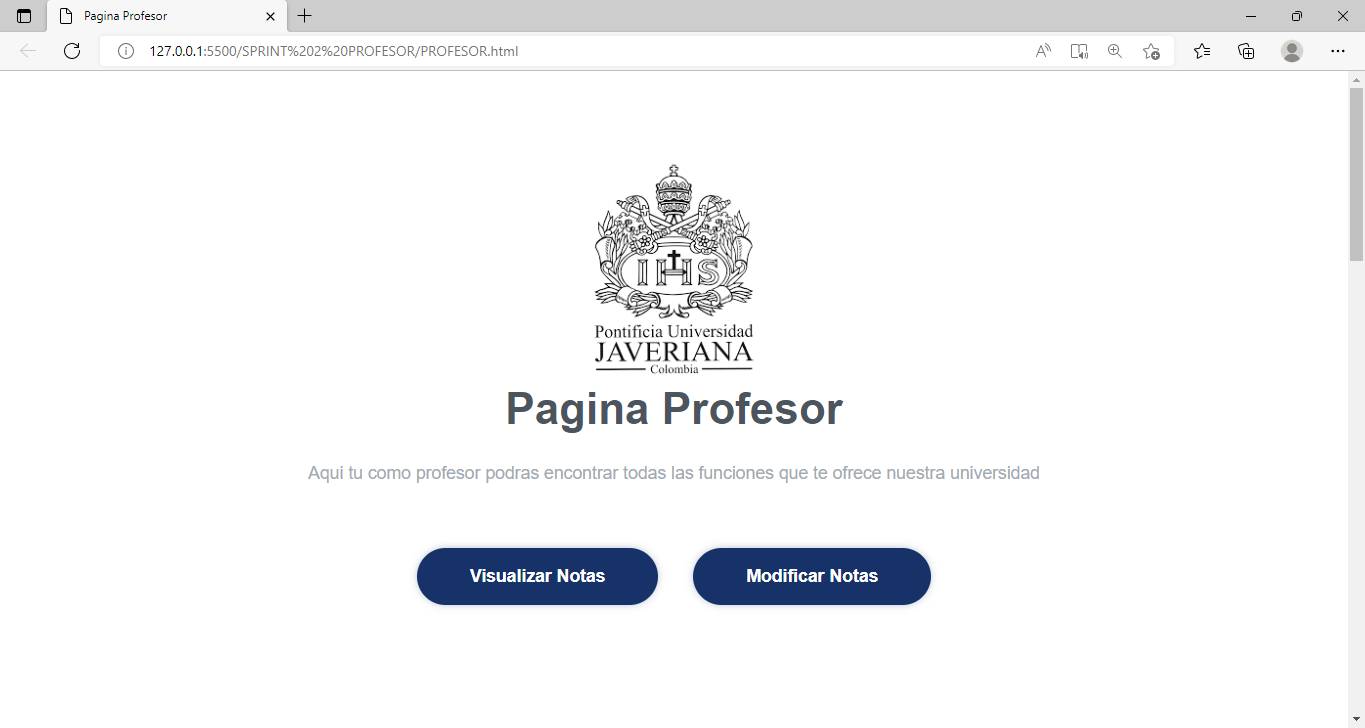 Pagina Profesor
127.0.0.1:5500/SPRINT%202%20PROFESOR/PROFESOR.html
IHS
Pontificia Universidad
JAVERIANA
Colombia
Pagina Profesor
Aqui tu como profesor podras encontrar todas las funciones que te ofrece nuestra universidad
Visualizar Notas
Modificar Notas